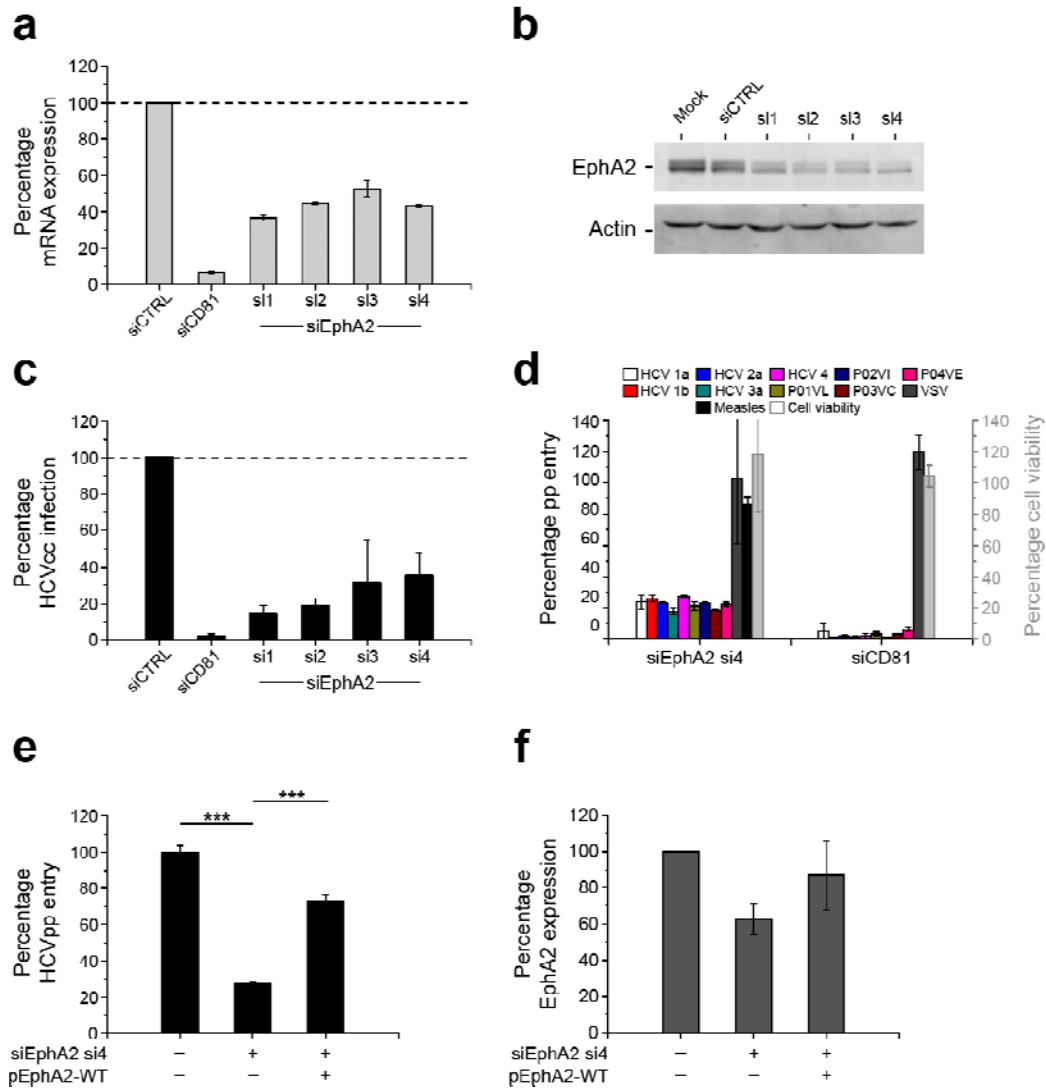 a
Percentage
mRNA expression
120
100
80
60
40
20
0
siCTRL
siCD81
si1 si2 si3 si4
siEphA2
b
Mock siCTRL si1 si2 si3 si4
EphA2
Actin
c
Percentage
HCVcc infection
120
100
80
60
40
20
0
siCTRL
siCD81
si1 si2 si3 si4
siEphA2
d
HCV 1a HCV 2a HCV 4 P02VI P04VE
HCV 1b HCV 3a P01VL P03VC VSV
Measles Cell viability
Percentage pp entry
140
120
100
80
60
40
20
0
siEphA2 si4 siCD81
140
120
100
80
60
40
20
0
Percentage cell viability
e
Percentage
HCVpp entry
120
100
80
60
40
20
0
*** ***
siEphA2 si4 – + +
pEphA2-WT – – +
f
Percentage
EphA2 expression
120
100
80
60
40
20
0
siEphA2 si4 – + +
pEphA2-WT – – +